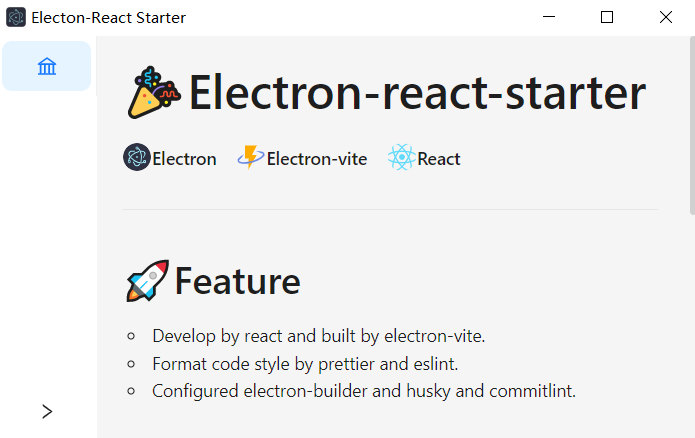 Electon-React Starter
Electron-react-starter
Electron Electron-vite React
Feature
Develop by react and built by electron-vite.
Format code style by prettier and eslint.
Configured electron-builder and husky and commitlint.